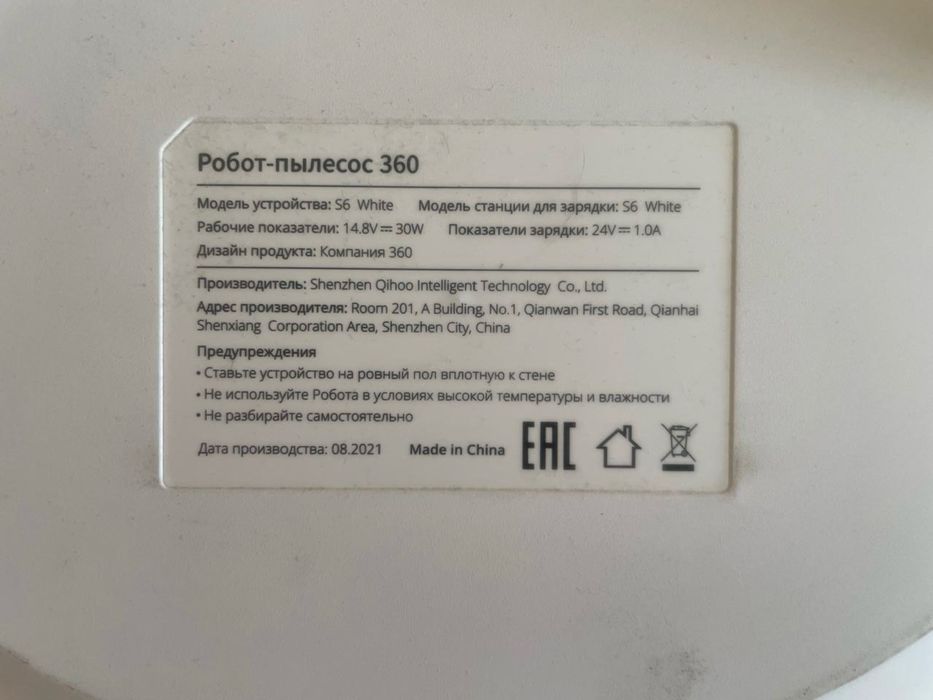 Робот-пылесос 360
Модель устройства: S6 White Модель станции для зарядки: S6 White
Рабочие показатели: 14.8V⎓30W Показатели зарядки: 24V⎓1.0A
Дизайн продукта: Компания 360
Производитель: Shenzhen Qihoo Intelligent Technology Co., Ltd.
Адрес производителя: Room 201, A Building, No.1, Qianwan First Road, Qianhai
Shenxiang Corporation Area, Shenzhen City, China
Предупреждения
• Ставьте устройство на ровный пол вплотную к стене
• Не используйте Робота в условиях высокой температуры и влажности
• Не разбирайте самостоятельно
Дата производства: 08.2021 Made in China EAC